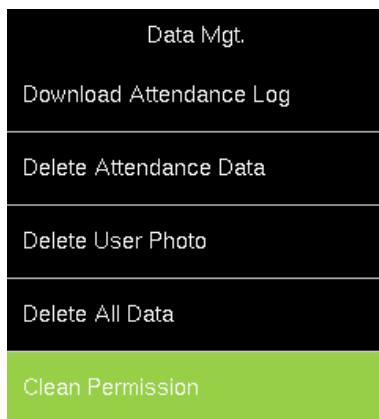 Data Mgt.
Download Attendance Log
Delete Attendance Data
Delete User Photo
Delete All Data
Clean Permission